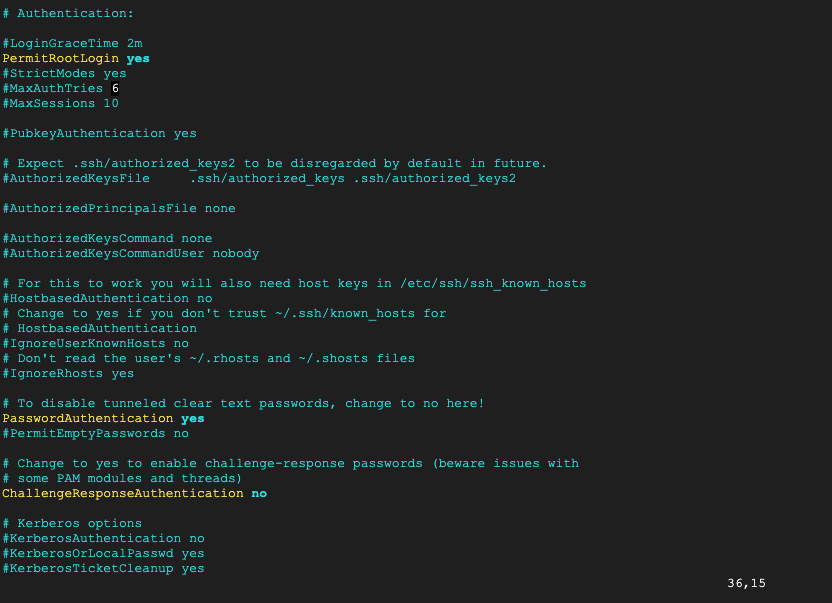 # Authentication:
#LoginGraceTime 2m
PermitRootLogin yes
#StrictModes yes
#MaxAuthTries 6
#MaxSessions 10
#PubkeyAuthentication yes
# Expect .ssh/authorized_keys2 to be disregarded by default in future.
#AuthorizedKeysFile     .ssh/authorized_keys .ssh/authorized_keys2
#AuthorizedPrincipalsFile none
#AuthorizedKeysCommand none
#AuthorizedKeysCommandUser nobody
# For this to work you will also need host keys in /etc/ssh/ssh_known_hosts
#HostbasedAuthentication no
# Change to yes if you don't trust ~/.ssh/known_hosts for
# HostbasedAuthentication
#IgnoreUserKnownHosts no
# Don't read the user's ~/.rhosts and ~/.shosts files
#IgnoreRhosts yes
# To disable tunneled clear text passwords, change to no here!
PasswordAuthentication yes
#PermitEmptyPasswords no
# Change to yes to enable challenge-response passwords (beware issues with
# some PAM modules and threads)
ChallengeResponseAuthentication no
# Kerberos options
#KerberosAuthentication no
#KerberosOrLocalPasswd yes
#KerberosTicketCleanup yes
36,15